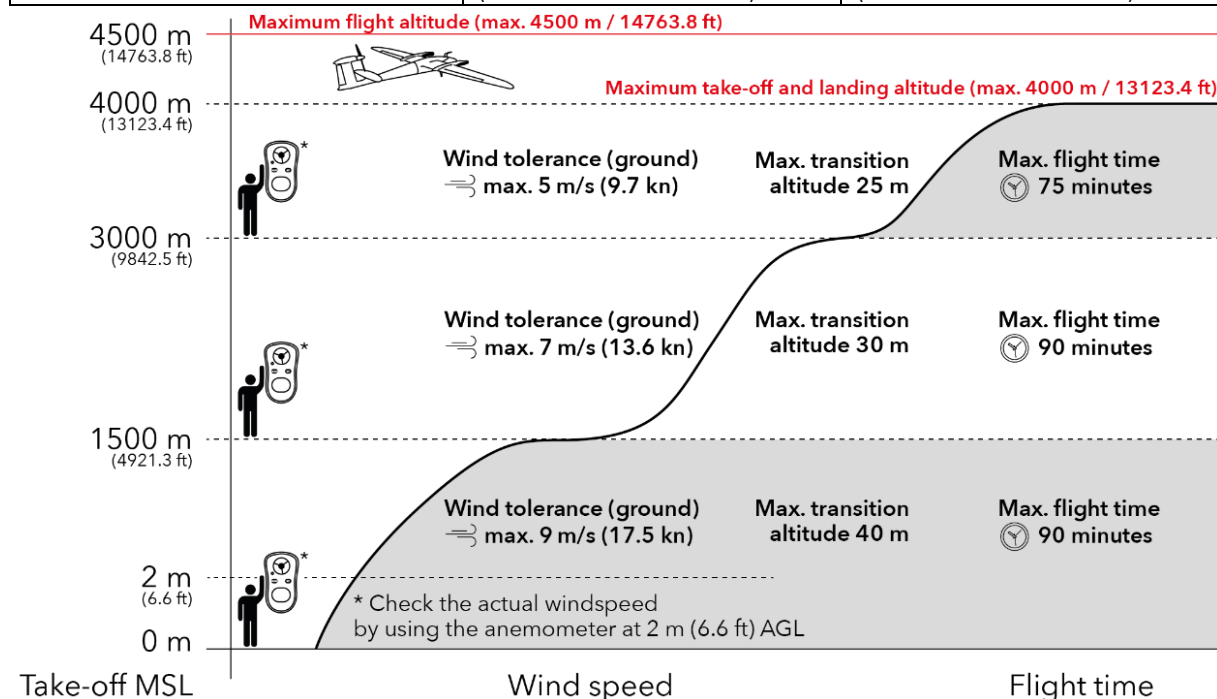 Maximum flight altitude (max. 4500 m / 14763.8 ft)
4500 m
(14763.8 ft)
Maximum take-off and landing altitude (max. 4000 m / 13123.4 ft)
4000 m
(13123.4 ft)
*
Wind tolerance (ground)
max. 5 m/s (9.7 kn)
Max. transition
altitude 25 m
Max. flight time
75 minutes
3000 m
(9842.5 ft)
*
Wind tolerance (ground)
max. 7 m/s (13.6 kn)
Max. transition
altitude 30 m
Max. flight time
90 minutes
1500 m
(4921.3 ft)
*
Wind tolerance (ground)
max. 9 m/s (17.5 kn)
Max. transition
altitude 40 m
Max. flight time
90 minutes
2 m
(6.6 ft)
* Check the actual windspeed
by using the anemometer at 2 m (6.6 ft) AGL
0 m
Take-off MSL
Wind speed
Flight time